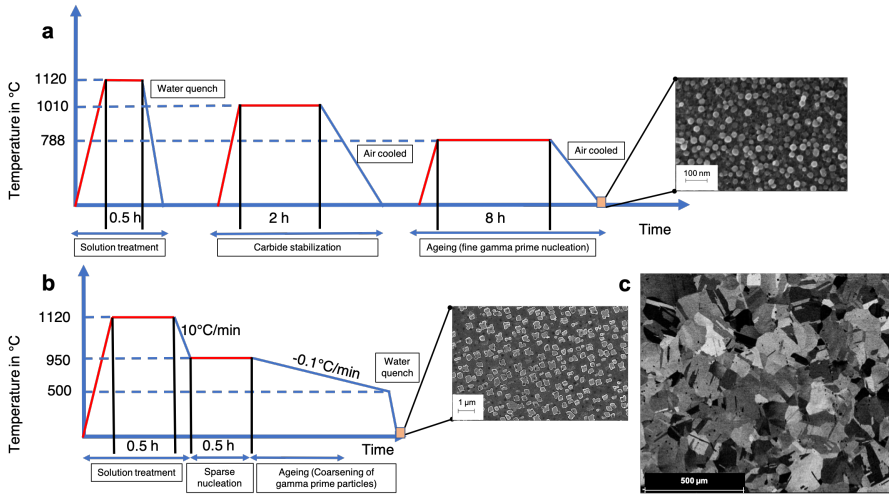 a
Temperature in °C
1120
1010
788
Water quench
Air cooled
Air cooled
0.5 h
2 h
8 h
Time
Solution treatment
Carbide stabilization
Ageing (fine gamma prime nucleation)
100 nm
b
Temperature in °C
1120
950
500
10°C/min
-0.1°C/min
Water
quench
0.5 h
0.5 h
Time
Solution treatment
Sparse
nucleation
Ageing (Coarsening of
gamma prime particles)
1 µm
c
500 µm